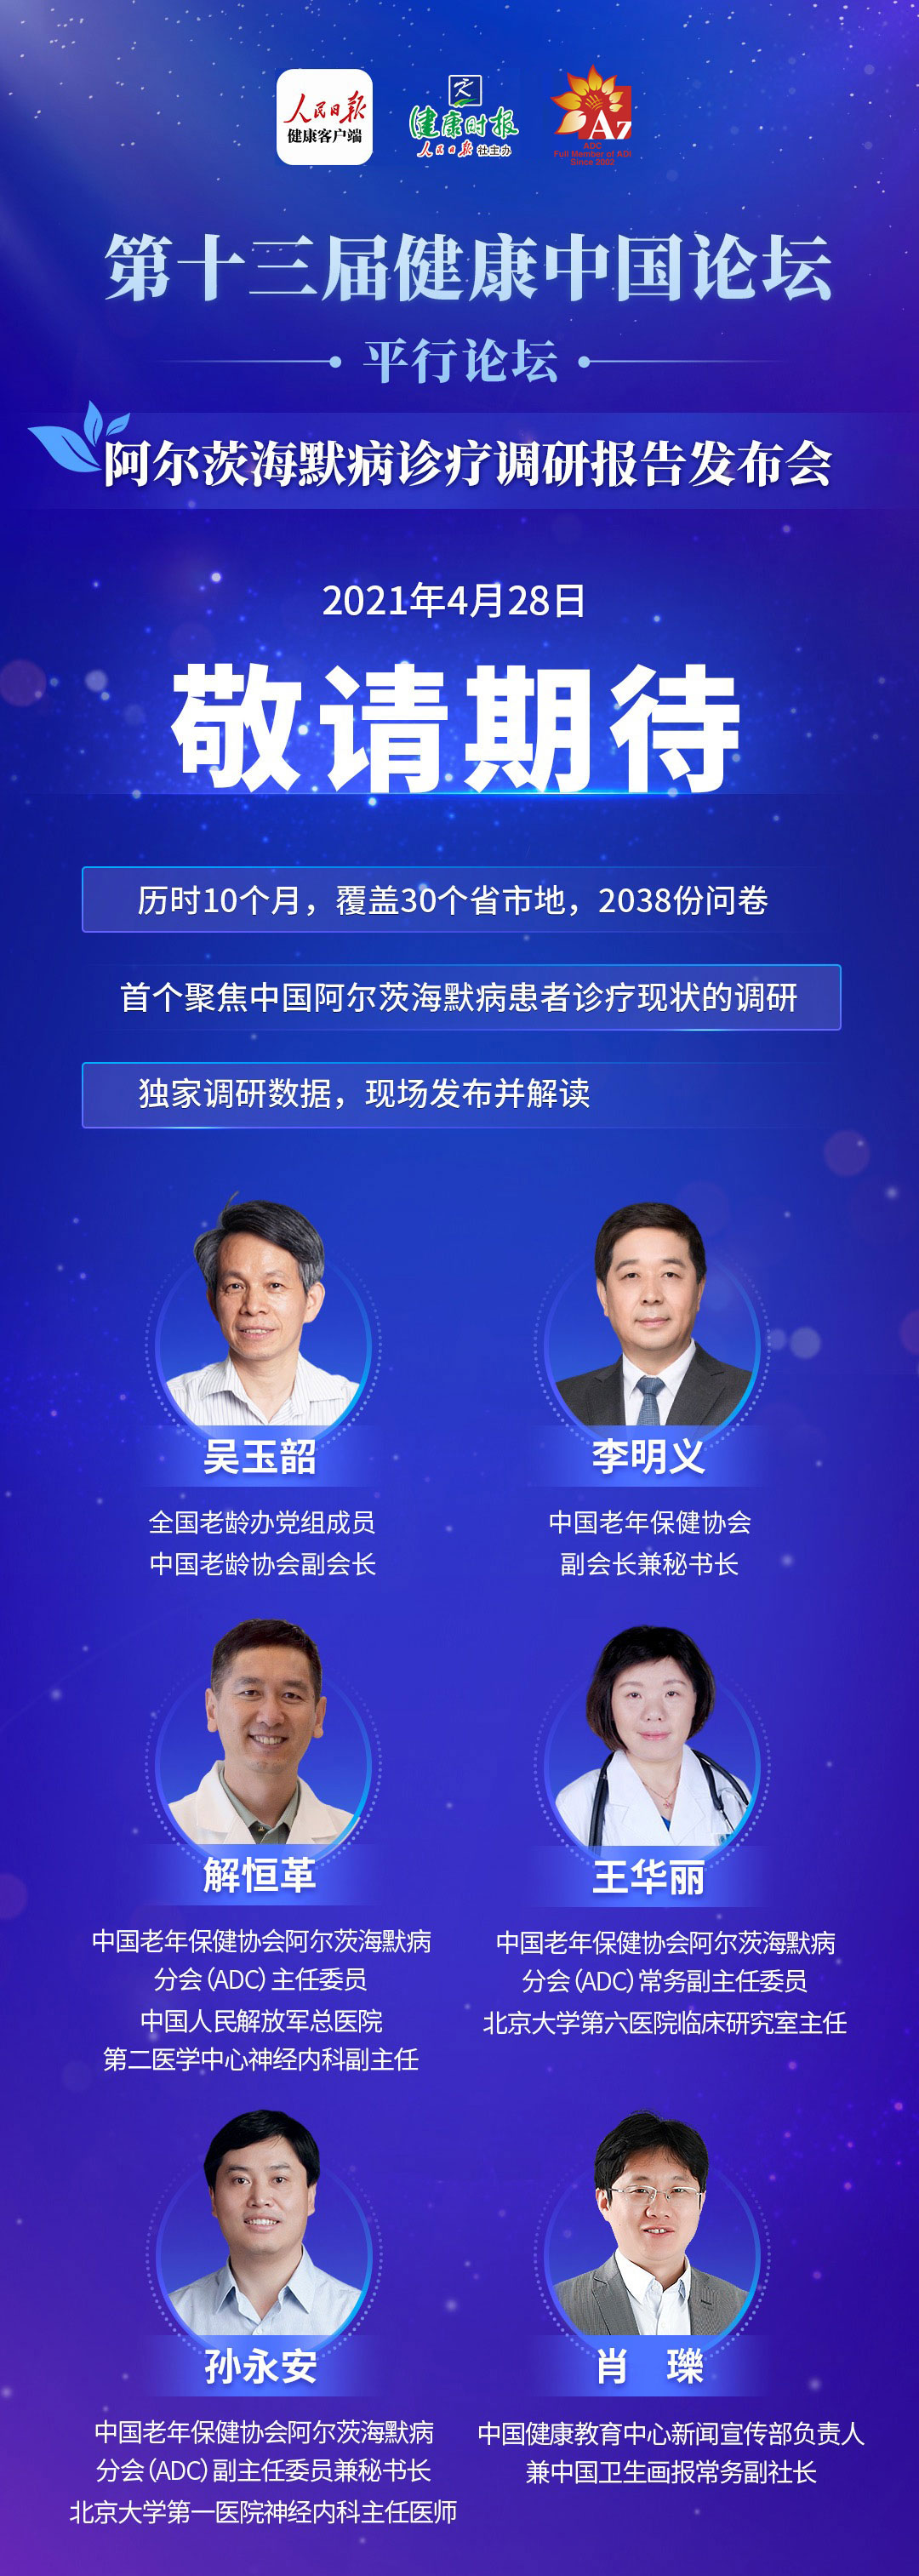 人民日报
健康客户端
健康时报
人民日报社主办
Az
ADC
Full Member of ADI
Since 2002
第十三届健康中国论坛
平行论坛
阿尔茨海默病诊疗调研报告发布会
2021年4月28日
敬请期待
历时10个月，覆盖30个省市地，2038份问卷
首个聚焦中国阿尔茨海默病患者诊疗现状的调研
独家调研数据，现场发布并解读
吴玉韶
全国老龄办党组成员
中国老龄协会副会长
李明义
中国老年保健协会
副会长兼秘书长
解恒革
中国老年保健协会阿尔茨海默病
分会（ADC）主任委员
中国人民解放军总医院
第二医学中心神经内科副主任
王华丽
中国老年保健协会阿尔茨海默病
分会（ADC）常务副主任委员
北京大学第六医院临床研究室主任
孙永安
中国老年保健协会阿尔茨海默病
分会（ADC）副主任委员兼秘书长
北京大学第一医院神经内科主任医师
肖 瓅
中国健康教育中心新闻宣传部负责人
兼中国卫生画报常务副社长